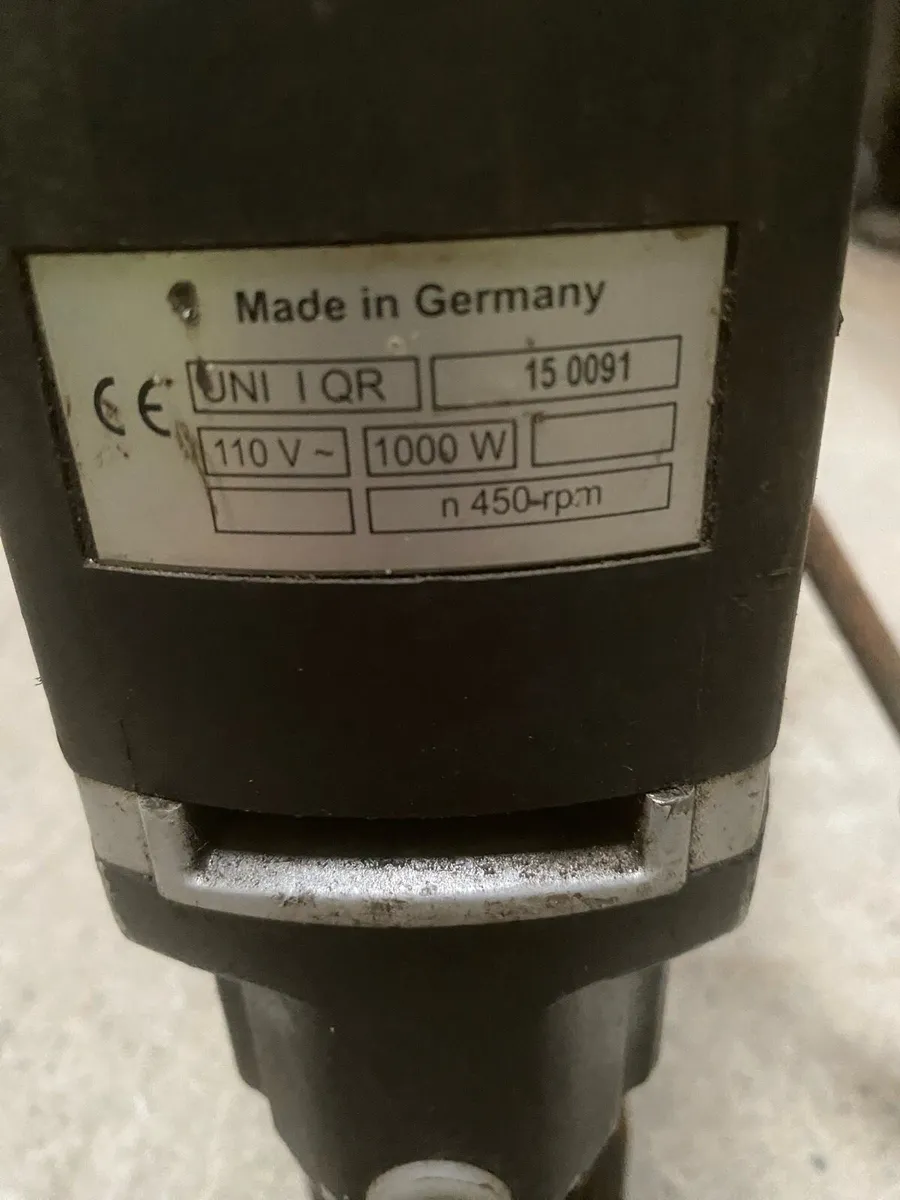 Made in Germany
CE UNI I QR 15 0091
110 V ~ 1000 W
n 450-rpm